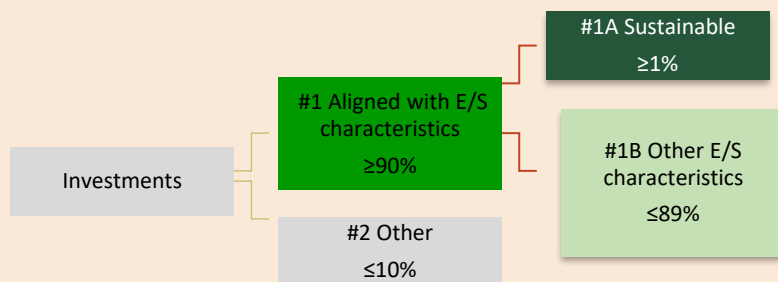 #1A Sustainable
≥1%
#1 Aligned with E/S
characteristics
≥90%
#1B Other E/S
characteristics
≤89%
Investments
#2 Other
≤10%